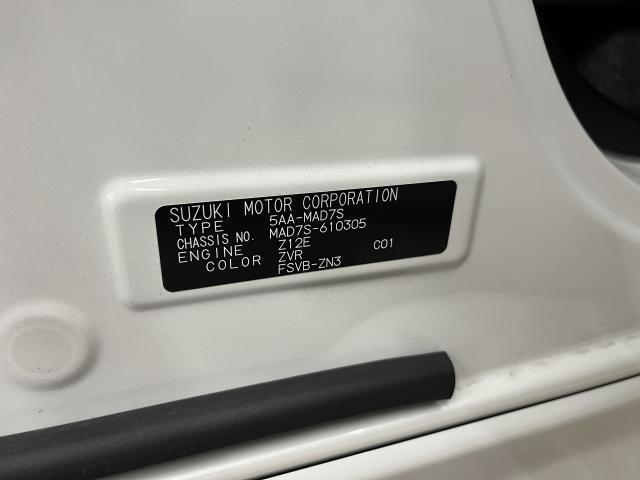 SUZUKI MOTOR CORPORATION
TYPE 5AA-MAD7S
CHASSIS NO. MAD7S-610305
ENGINE Z12E
COLOR ZVR C01
FSVB-ZN3